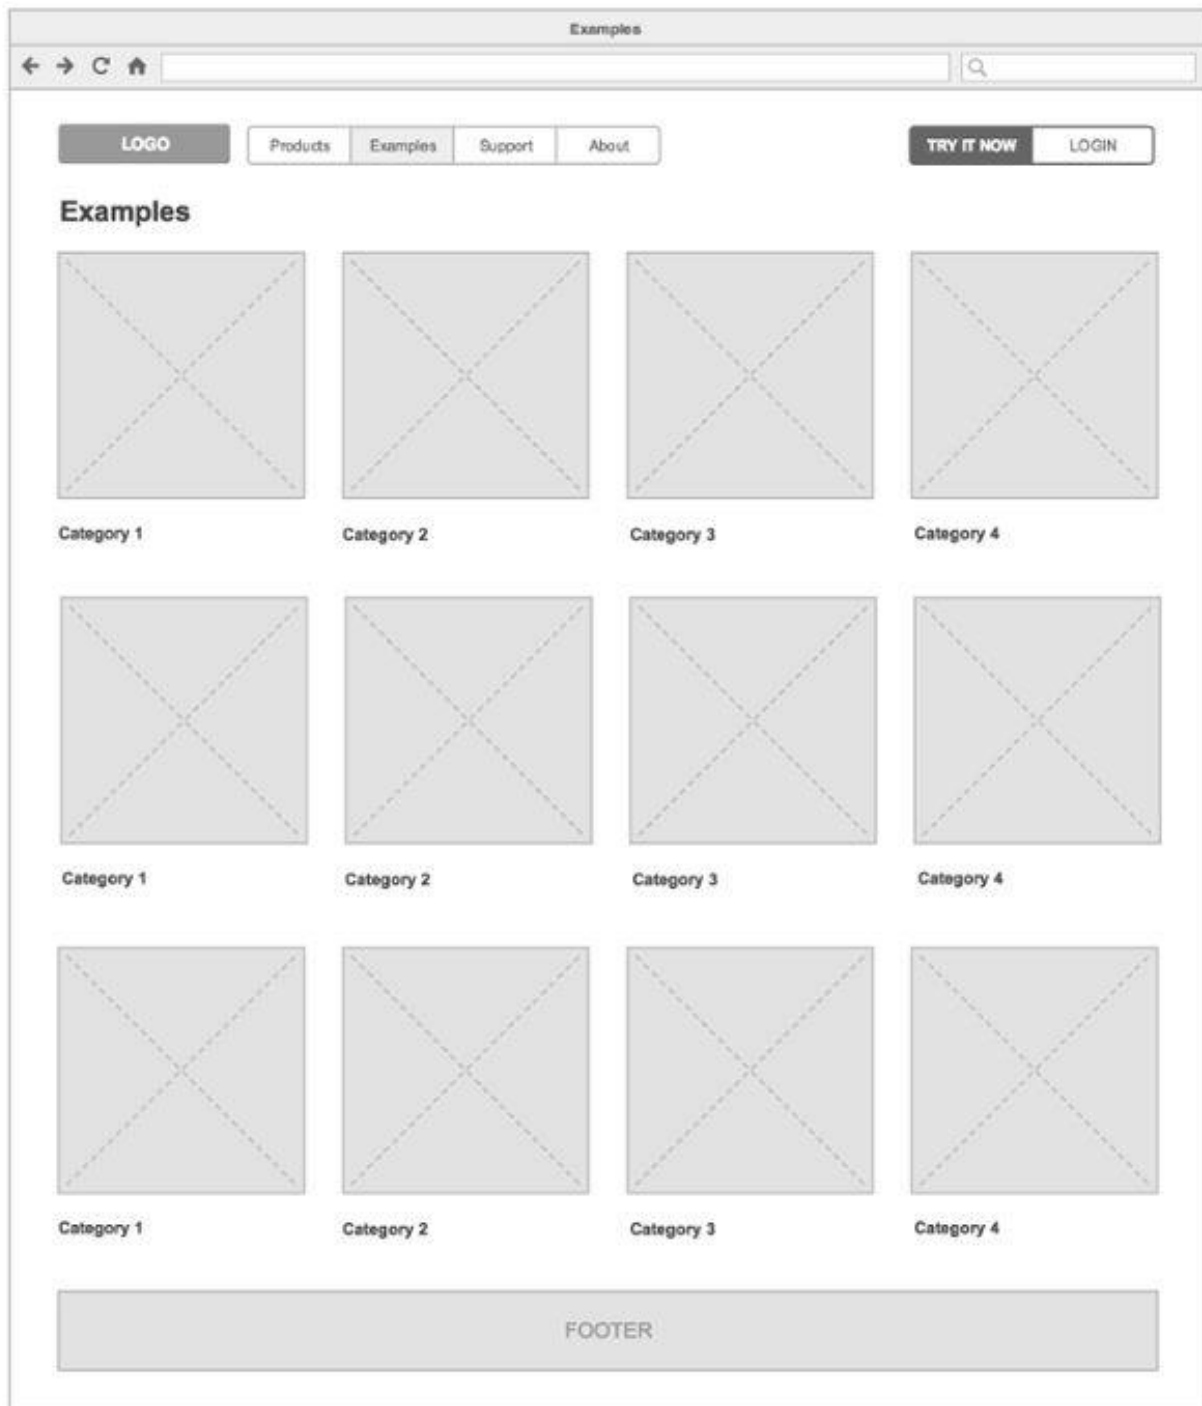 Examples
LOGO Products Examples Support About TRY IT NOW LOGIN
Examples
Category 1 Category 2 Category 3 Category 4
Category 1 Category 2 Category 3 Category 4
Category 1 Category 2 Category 3 Category 4
FOOTER